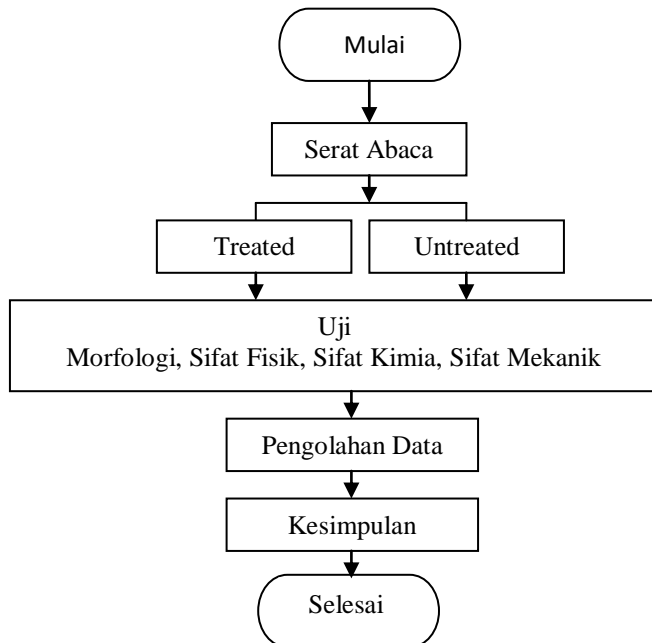 Mulai
Serat Abaca
Treated
Untreated
Uji
Morfologi, Sifat Fisik, Sifat Kimia, Sifat Mekanik
Pengolahan Data
Kesimpulan
Selesai